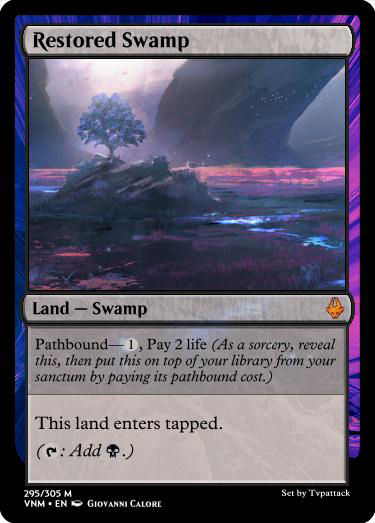 Restored Swamp
Land — Swamp
Pathbound—1, Pay 2 life (As a sorcery, reveal
this, then put this on top of your library from your
sanctum by paying its pathbound cost.)
This land enters tapped.
(: Add .)
295/305 M
VNM • EN Giovanni Calore
Set by Tvpattack